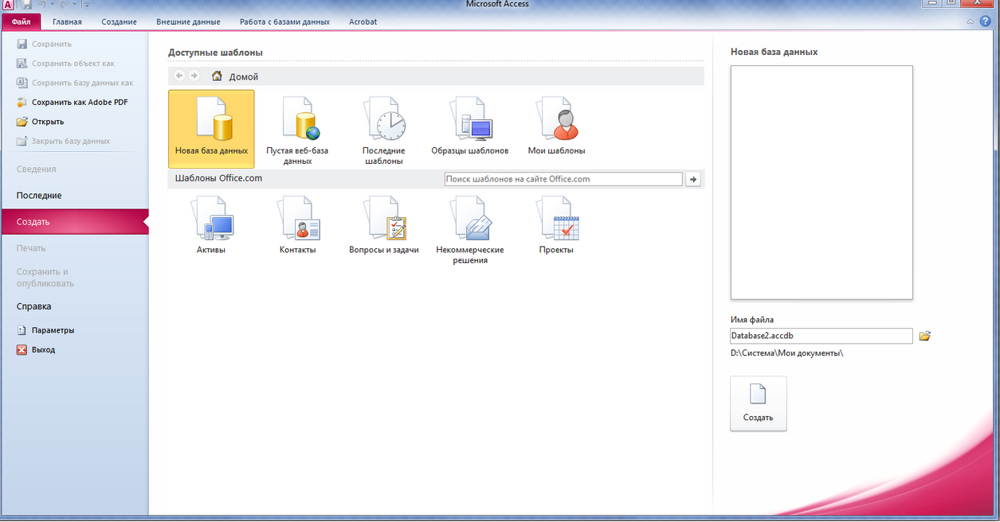 Microsoft Access
Файл Главная Создание Внешние данные Работа с базами данных Acrobat
Сохранить
Сохранить объект как
Сохранить базу данных как
Сохранить как Adobe PDF
Открыть
Закрыть базу данных
Сведения
Последние
Создать
Печать
Сохранить и
опубликовать
Справка
Параметры
Выход
Доступные шаблоны
Домой
Новая база данных
Пустая веб-база
данных
Последние
шаблоны
Образцы шаблонов
Мои шаблоны
Шаблоны Office.com
Поиск шаблонов на сайте Office.com
Активы
Контакты
Вопросы и задачи
Некоммерческие
решения
Проекты
Новая база данных
Имя файла
Database2.accdb
D:\Система\Мои документы\
Создать